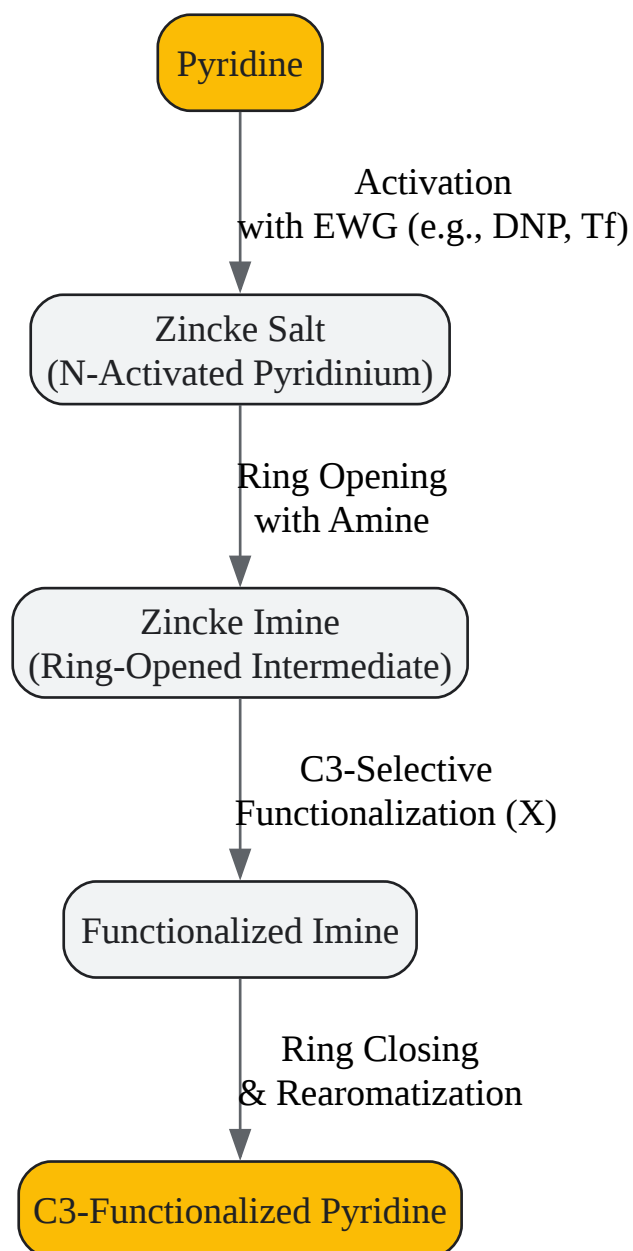 Pyridine
Activation
with EWG (e.g., DNP, Tf)
Zincke Salt
(N-Activated Pyridinium)
Ring Opening
with Amine
Zincke Imine
(Ring-Opened Intermediate)
C3-Selective
Functionalization (X)
Functionalized Imine
Ring Closing
& Rearomatization
C3-Functionalized Pyridine